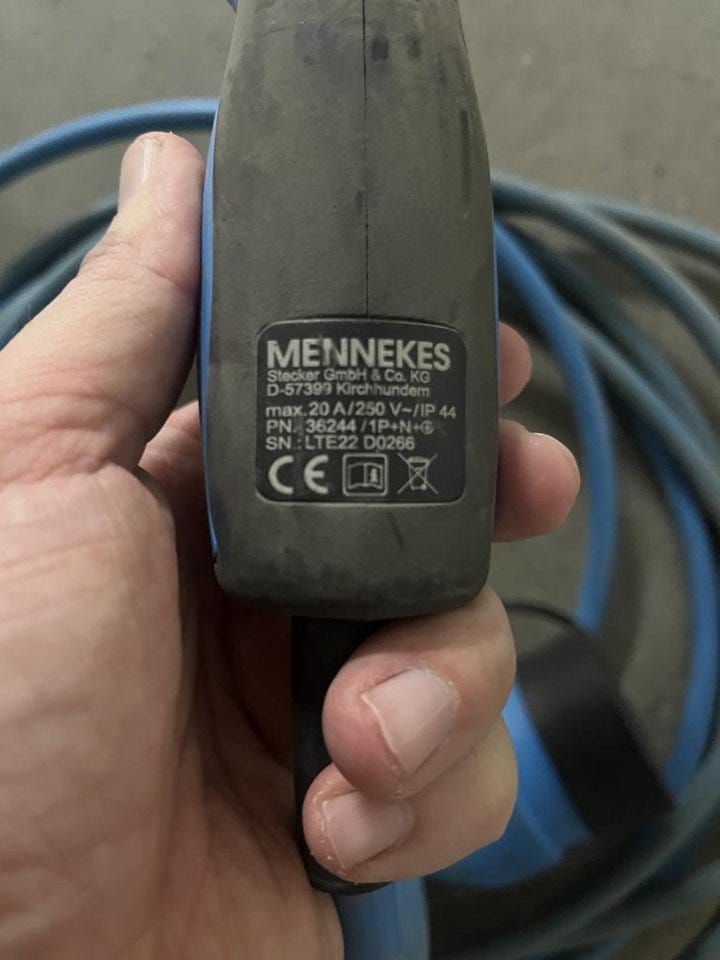 MENNEKES
Stecker GmbH & Co. KG
D-57399 Kirchhundem
max. 20 A/250 V~/IP 44
PN. 36244 /1P+N+⏚
SN : LTE22 D0266
CE